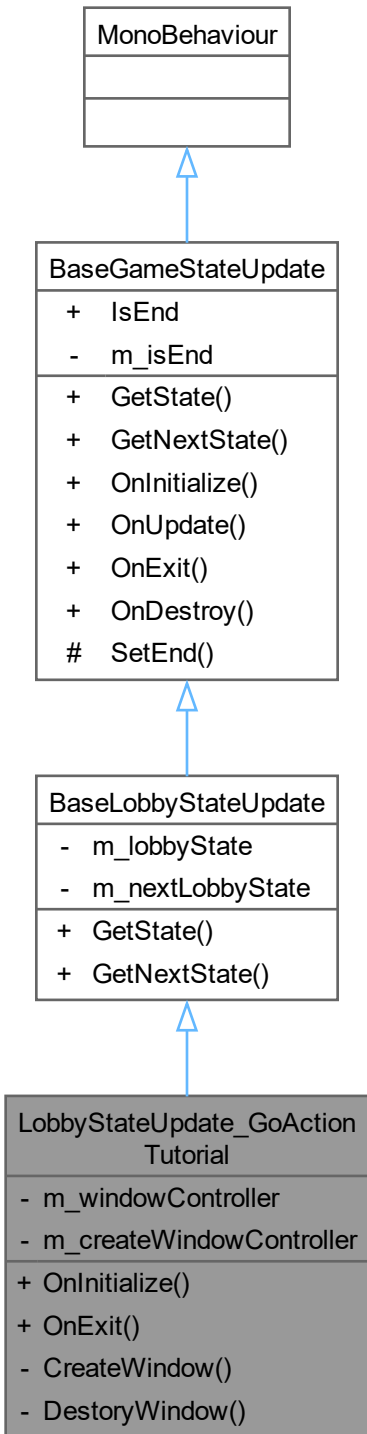 MonoBehaviour
BaseGameStateUpdate
+ IsEnd
- m_isEnd
+ GetState()
+ GetNextState()
+ OnInitialize()
+ OnUpdate()
+ OnExit()
+ OnDestroy()
# SetEnd()
BaseLobbyStateUpdate
- m_lobbyState
- m_nextLobbyState
+ GetState()
+ GetNextState()
LobbyStateUpdate_GoAction
Tutorial
- m_windowController
- m_createWindowController
+ OnInitialize()
+ OnExit()
- CreateWindow()
- DestoryWindow()